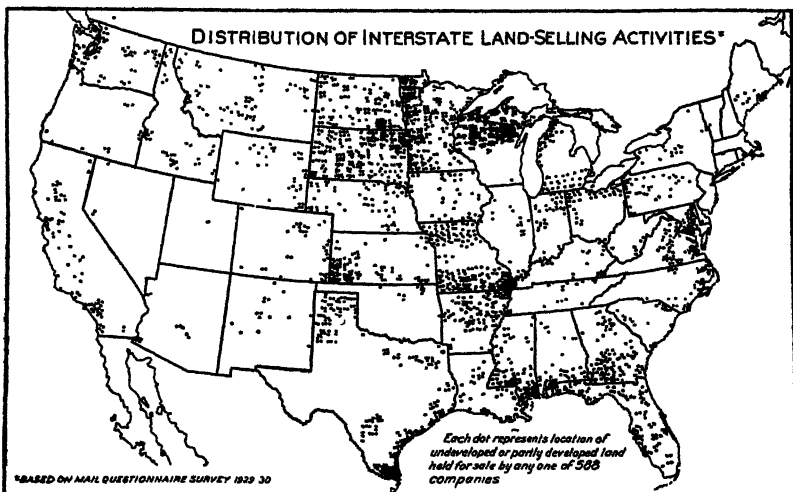 DISTRIBUTION OF INTERSTATE LAND-SELLING ACTIVITIES*
Each dot represents location of
undeveloped or partly developed land
held for sale by any one of 588
companies
*BASED ON MAIL QUESTIONNAIRE SURVEY 1929 30